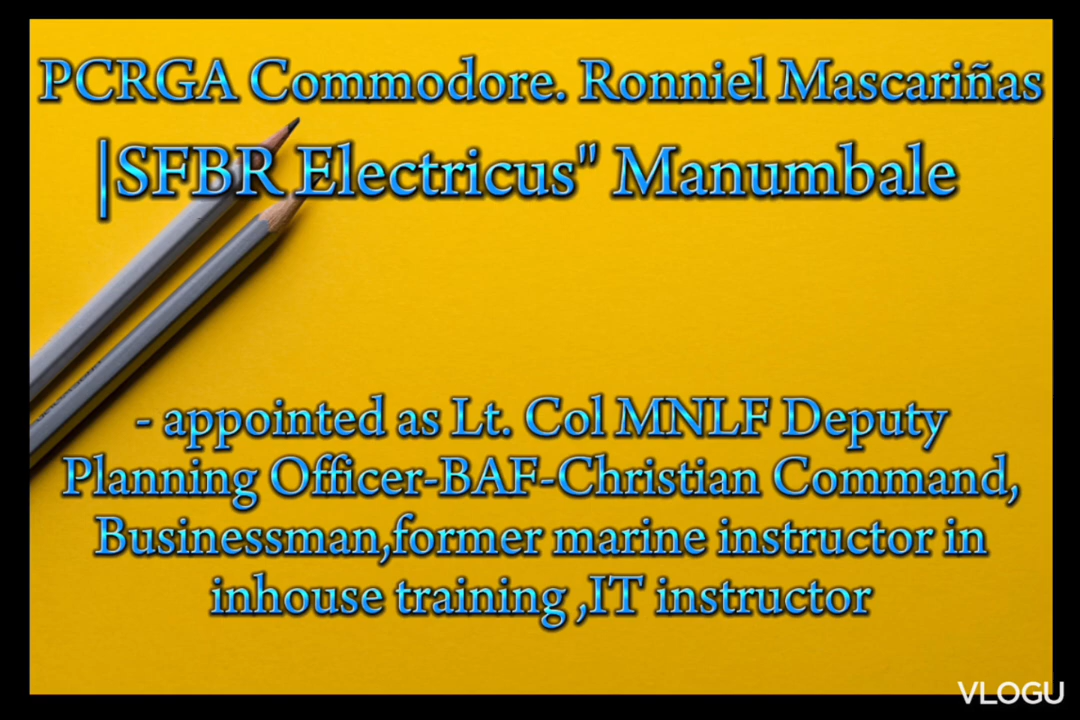 PCRGA Commodore. Ronniel Mascariñas
|SFBR Electricus" Manumbale
- appointed as Lt. Col MNLF Deputy
Planning Officer-BAF-Christian Command,
Businessman,former marine instructor in
inhouse training ,IT instructor
VLOGU